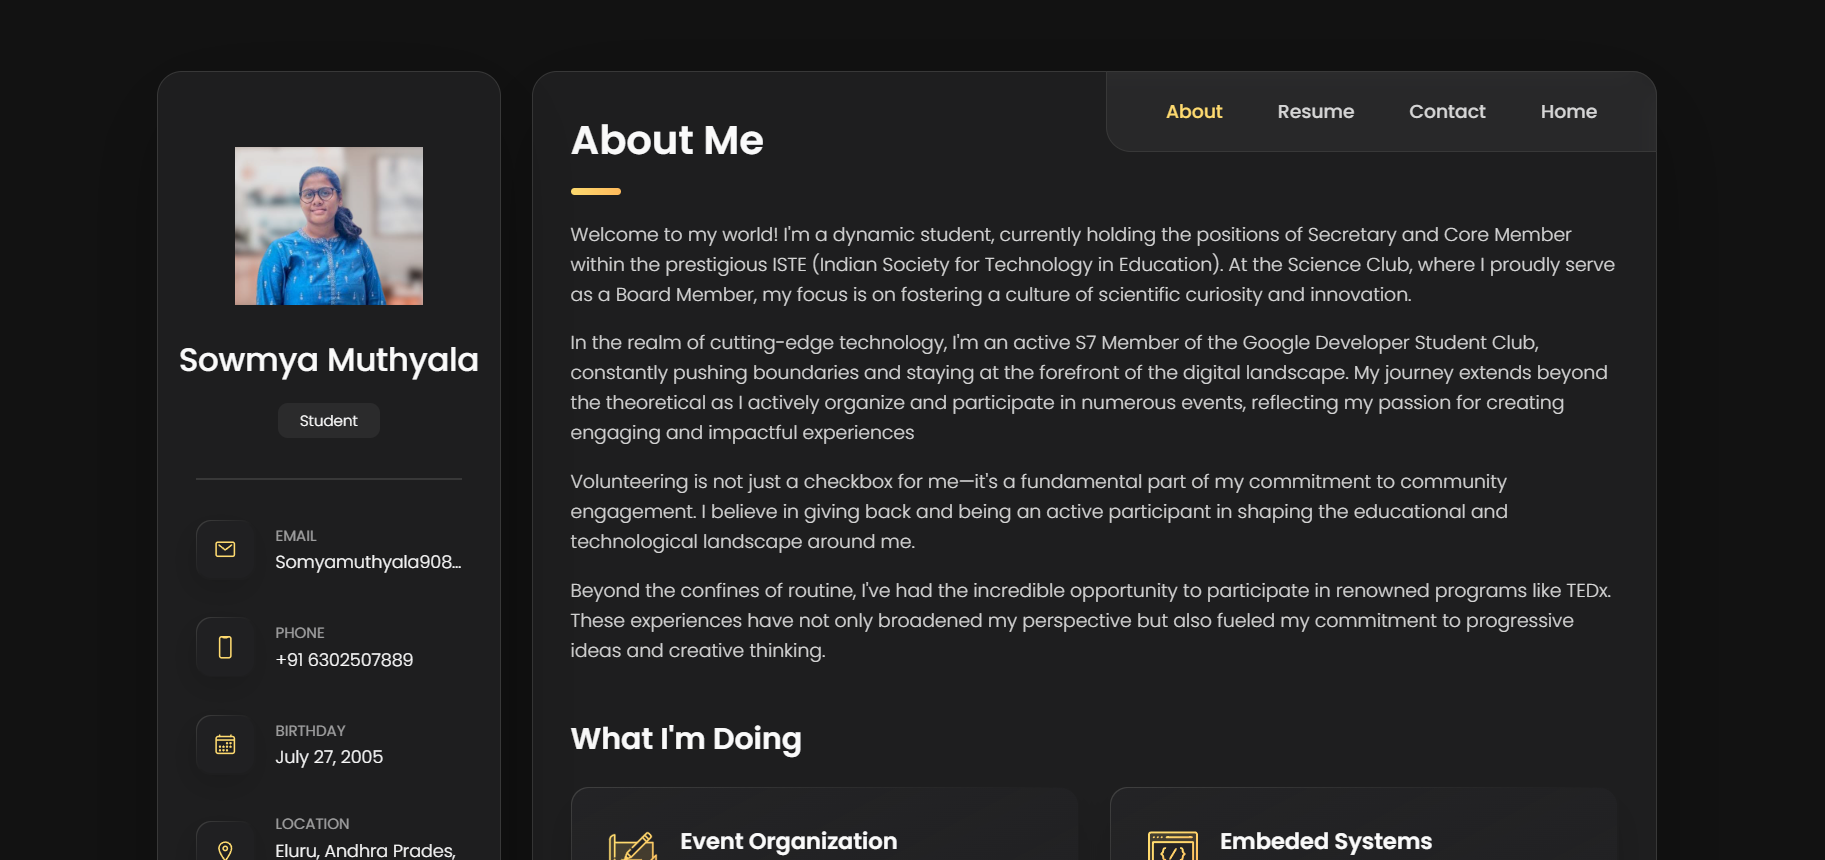 Sowmya Muthyala
Student
EMAIL
Somyamuthyala908...
PHONE
+91 6302507889
BIRTHDAY
July 27, 2005
LOCATION
Eluru, Andhra Prades,
About
Resume
Contact
Home
About Me
Welcome to my world! I'm a dynamic student, currently holding the positions of Secretary and Core Member
within the prestigious ISTE (Indian Society for Technology in Education). At the Science Club, where I proudly serve
as a Board Member, my focus is on fostering a culture of scientific curiosity and innovation.
In the realm of cutting-edge technology, I'm an active S7 Member of the Google Developer Student Club,
constantly pushing boundaries and staying at the forefront of the digital landscape. My journey extends beyond
the theoretical as I actively organize and participate in numerous events, reflecting my passion for creating
engaging and impactful experiences
Volunteering is not just a checkbox for me—it's a fundamental part of my commitment to community
engagement. I believe in giving back and being an active participant in shaping the educational and
technological landscape around me.
Beyond the confines of routine, I've had the incredible opportunity to participate in renowned programs like TEDx.
These experiences have not only broadened my perspective but also fueled my commitment to progressive
ideas and creative thinking.
What I'm Doing
Event Organization
Embeded Systems